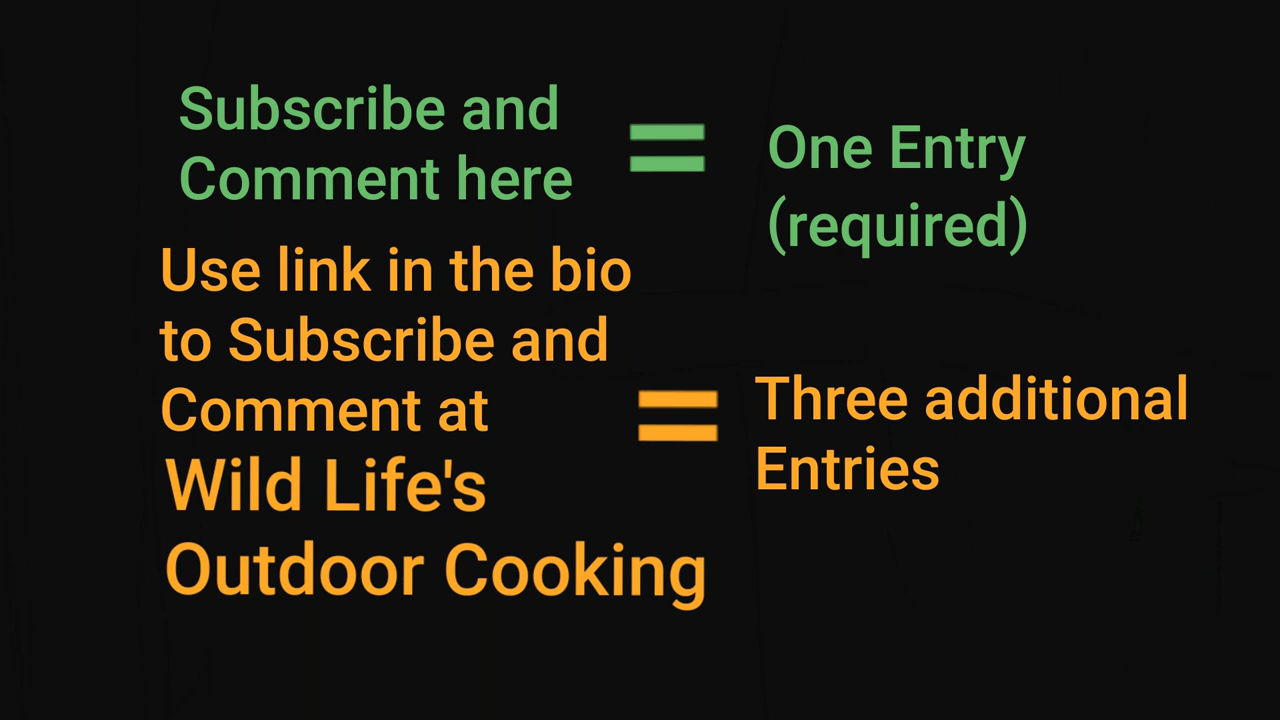 Subscribe and
Comment here
=
One Entry
(required)
Use link in the bio
to Subscribe and
Comment at
Wild Life's
Outdoor Cooking
=
Three additional
Entries